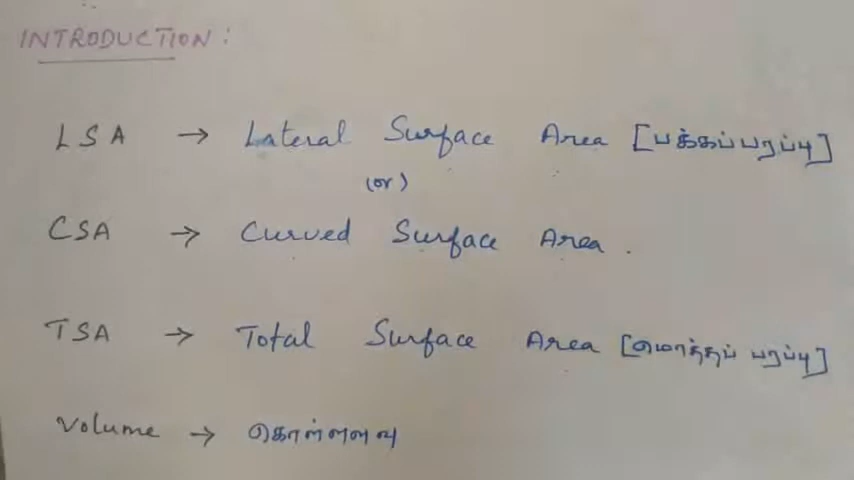 INTRODUCTION :
LSA → Lateral Surface Area [பக்கப்பரப்பு]
(or)
CSA → Curved Surface Area .
TSA → Total Surface Area [மொத்தப் பரப்பு]
Volume → கொள்ளளவு